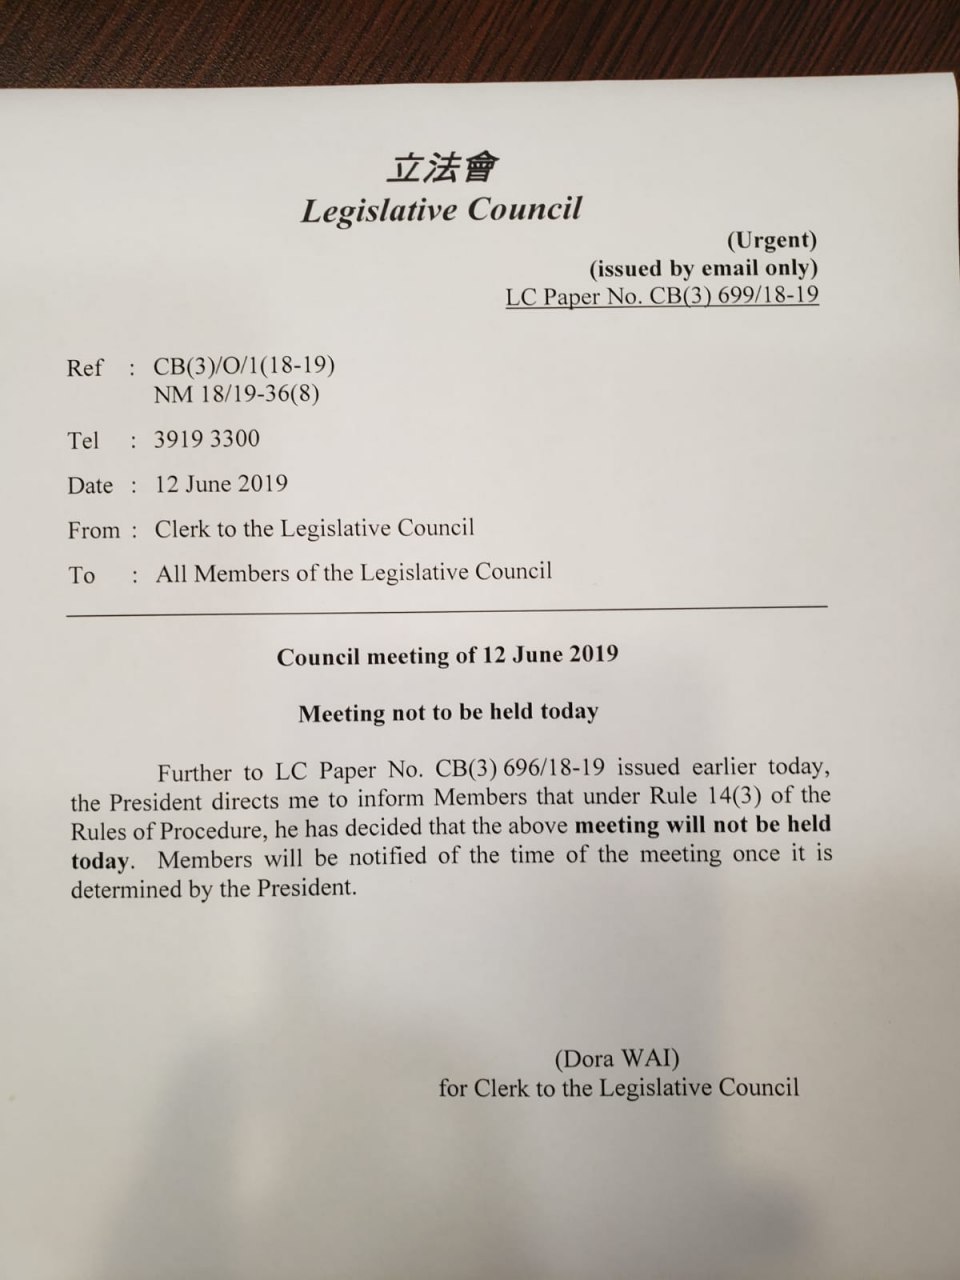 立法會
Legislative Council
(Urgent)
(issued by email only)
LC Paper No. CB(3) 699/18-19
Ref : CB(3)/O/1(18-19)
NM 18/19-36(8)
Tel : 3919 3300
Date : 12 June 2019
From : Clerk to the Legislative Council
To : All Members of the Legislative Council
Council meeting of 12 June 2019
Meeting not to be held today
Further to LC Paper No. CB(3) 696/18-19 issued earlier today,
the President directs me to inform Members that under Rule 14(3) of the
Rules of Procedure, he has decided that the above meeting will not be held
today. Members will be notified of the time of the meeting once it is
determined by the President.
(Dora WAI)
for Clerk to the Legislative Council